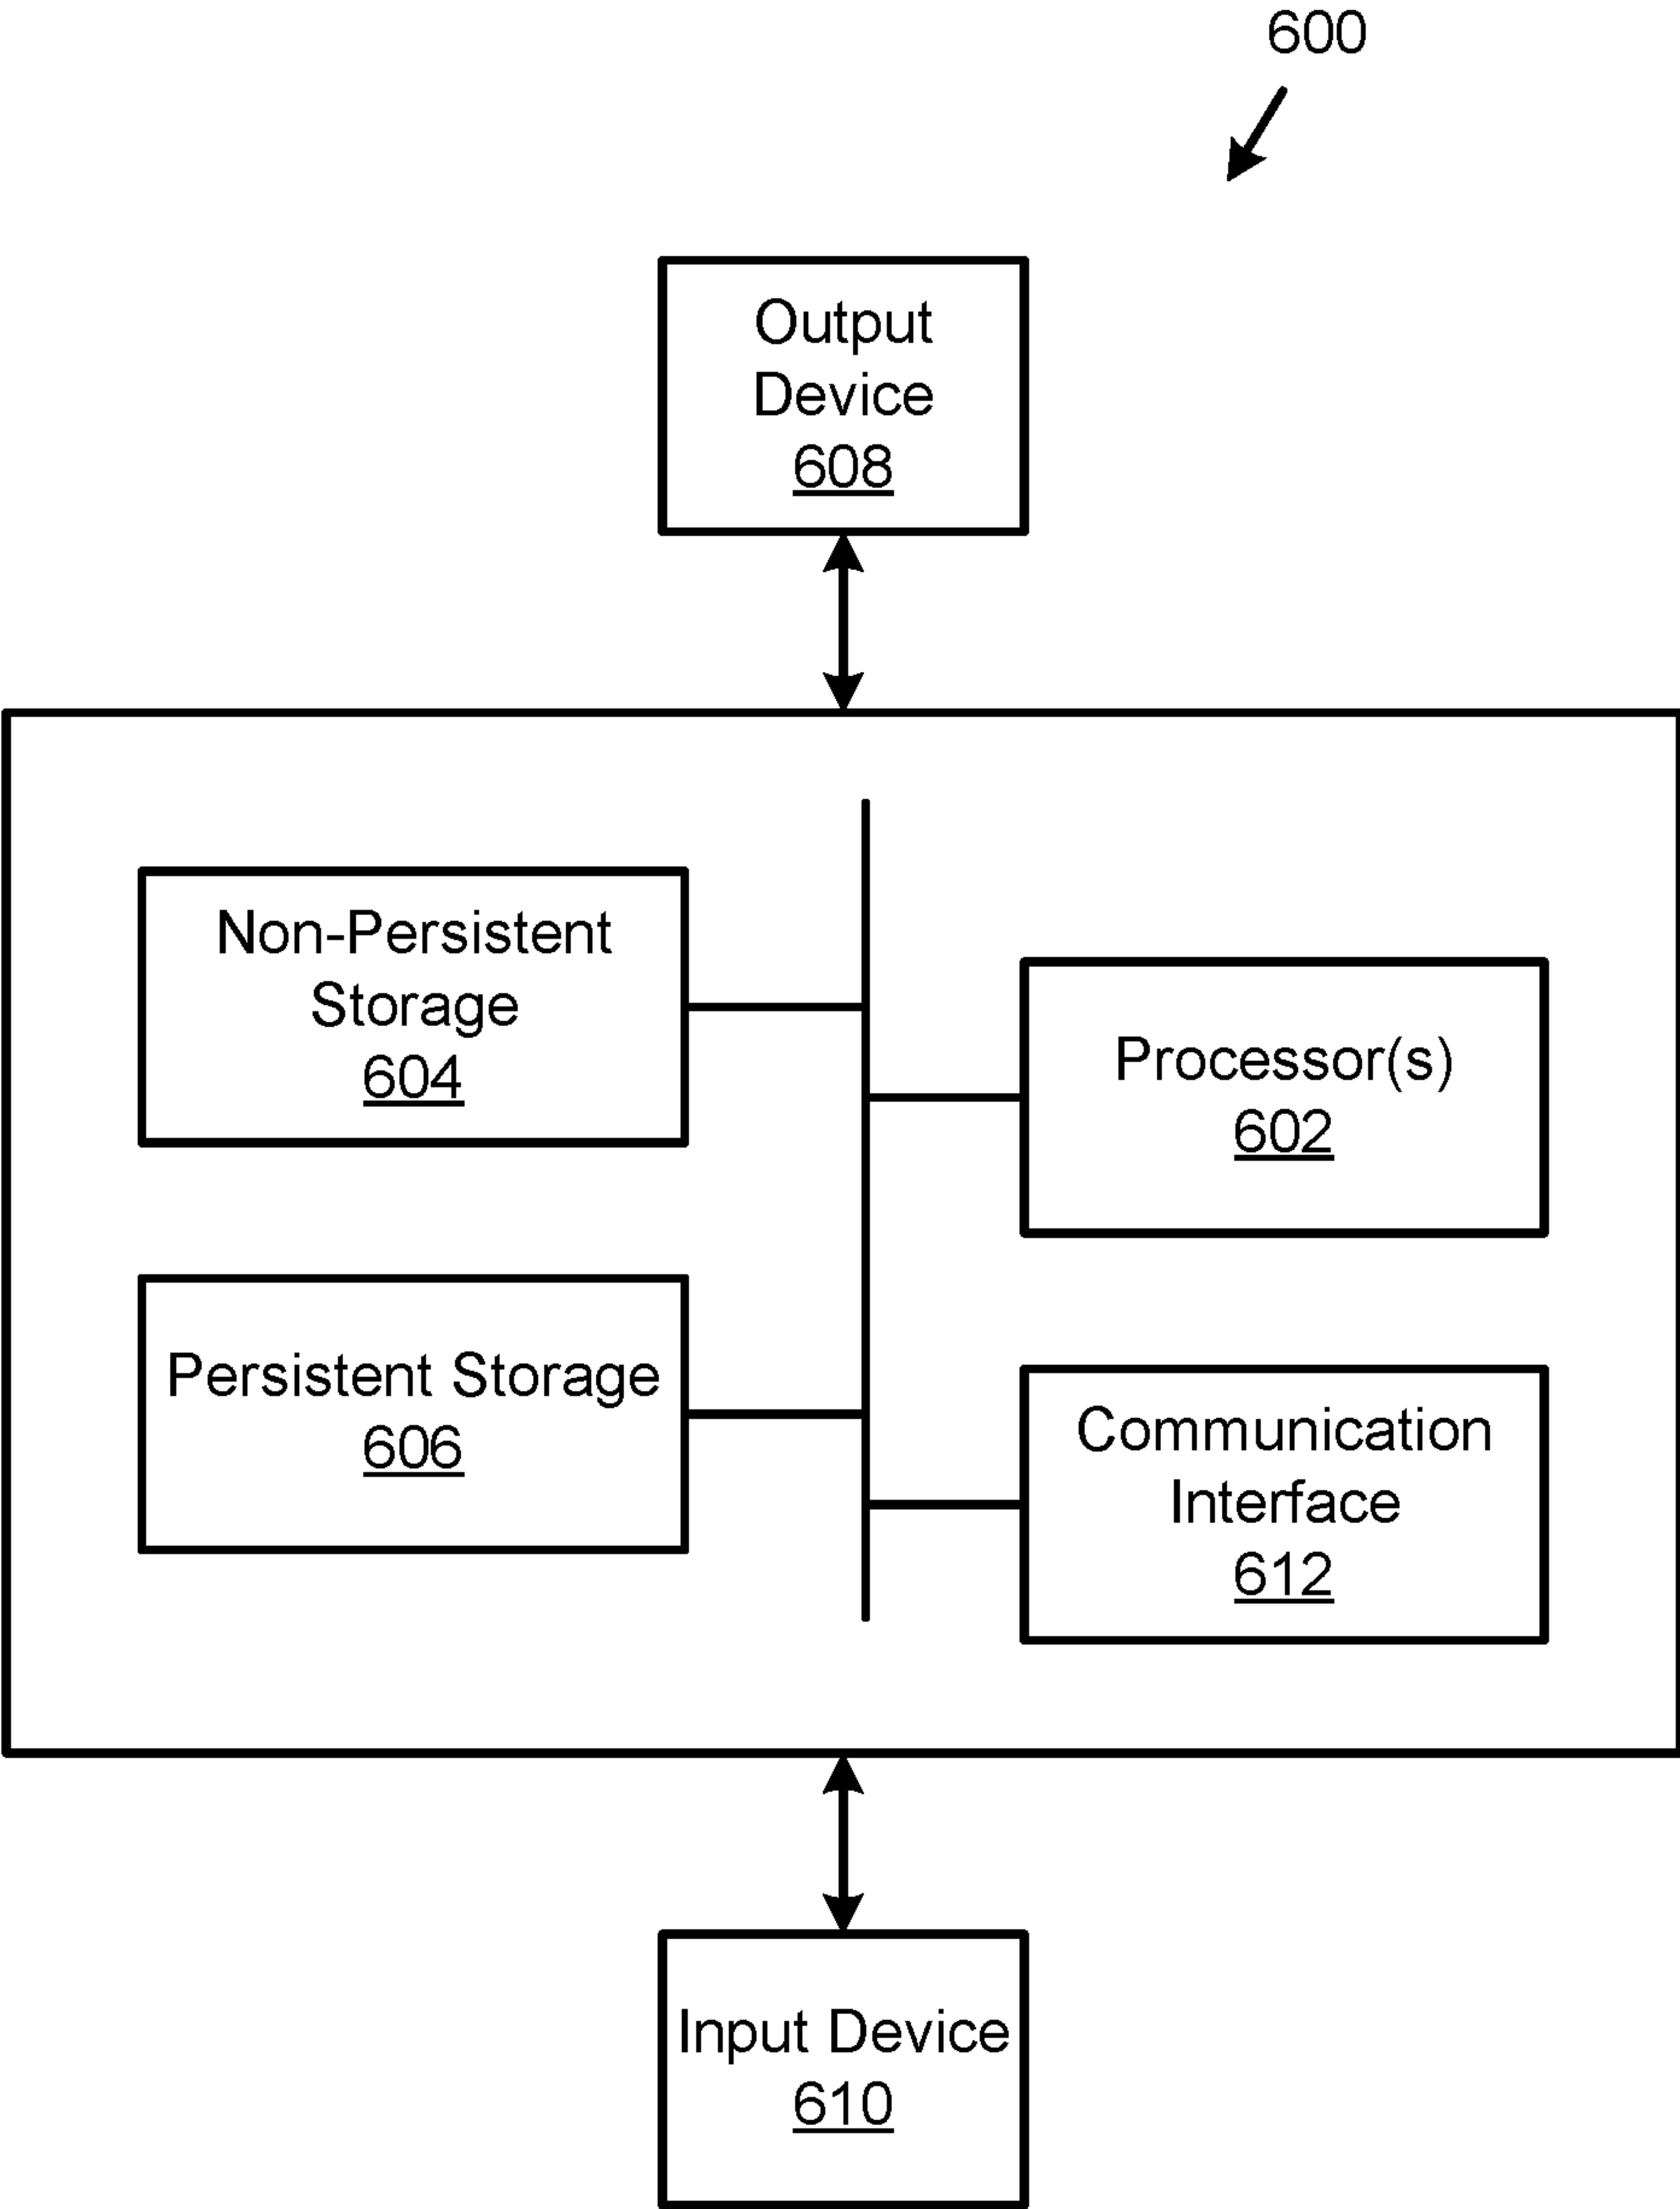 600
Output
Device
608
Non-Persistent
Storage
604
Processor(s)
602
Persistent Storage
606
Communication
Interface
612
Input Device
610